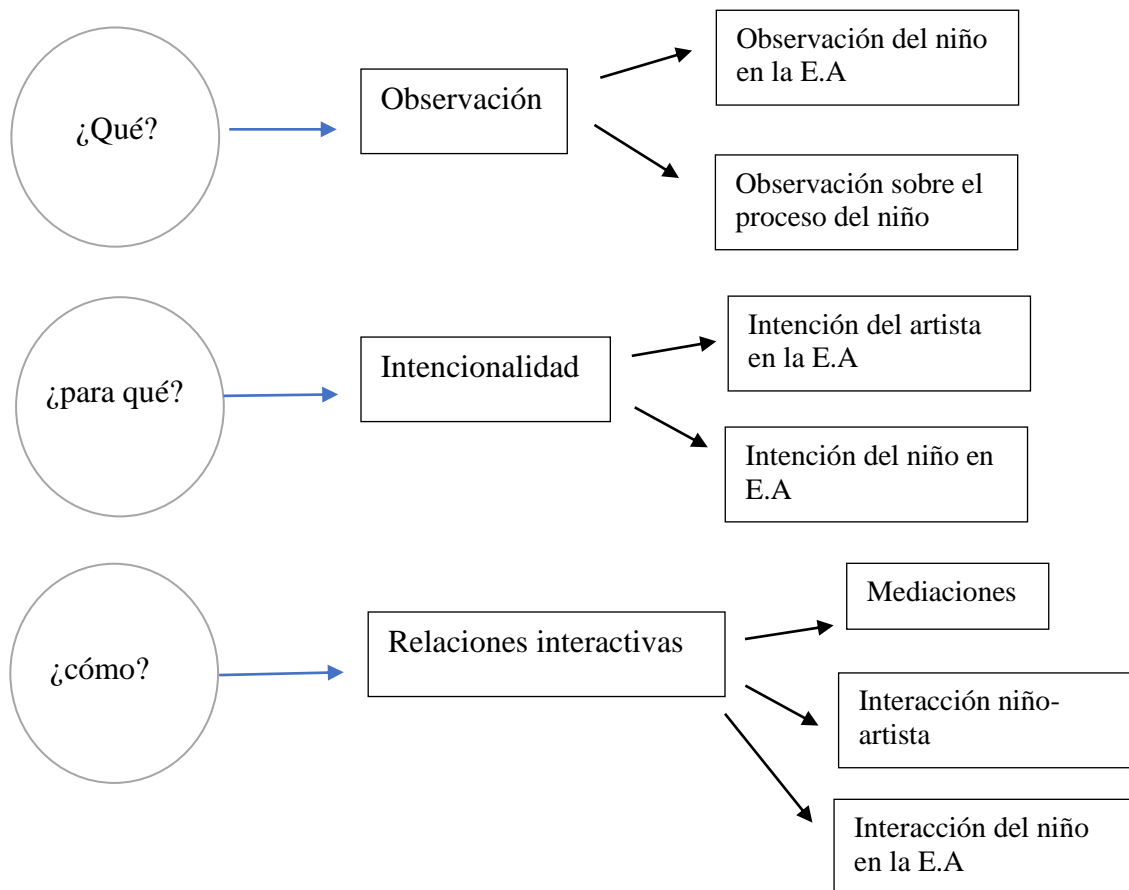 ¿Qué?
Observación
Observación del niño
en la E.A
Observación sobre el
proceso del niño
¿para qué?
Intencionalidad
Intención del artista
en la E.A
Intención del niño en
E.A
¿cómo?
Relaciones interactivas
Mediaciones
Interacción niño-
artista
Interacción del niño
en la E.A